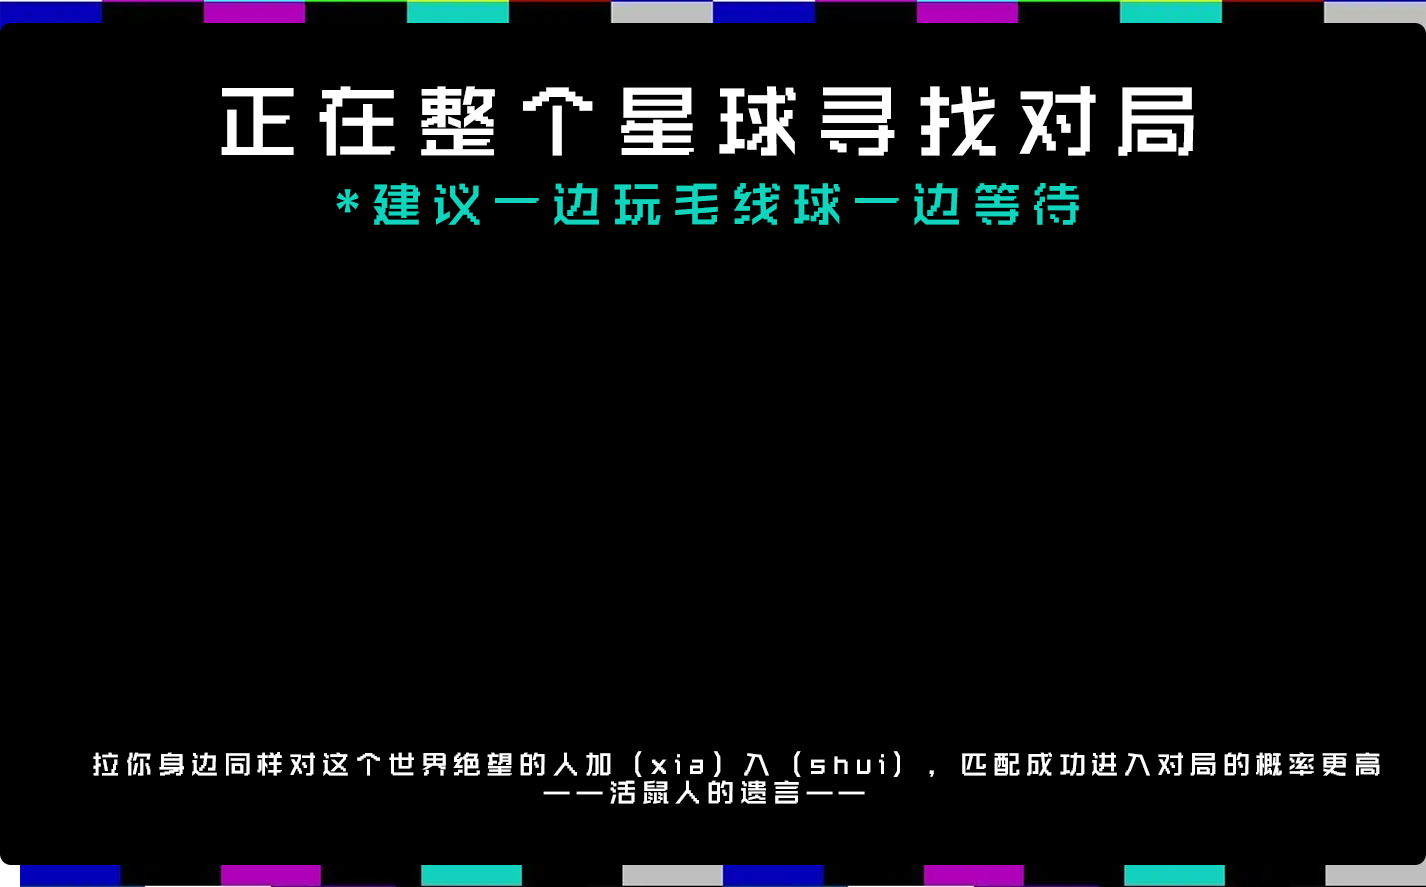 正在整个星球寻找对局
*建议一边玩毛线球一边等待
拉你身边同样对这个世界绝望的人加（xia）入（shui），匹配成功进入对局的概率更高
——活鼠人的遗言——